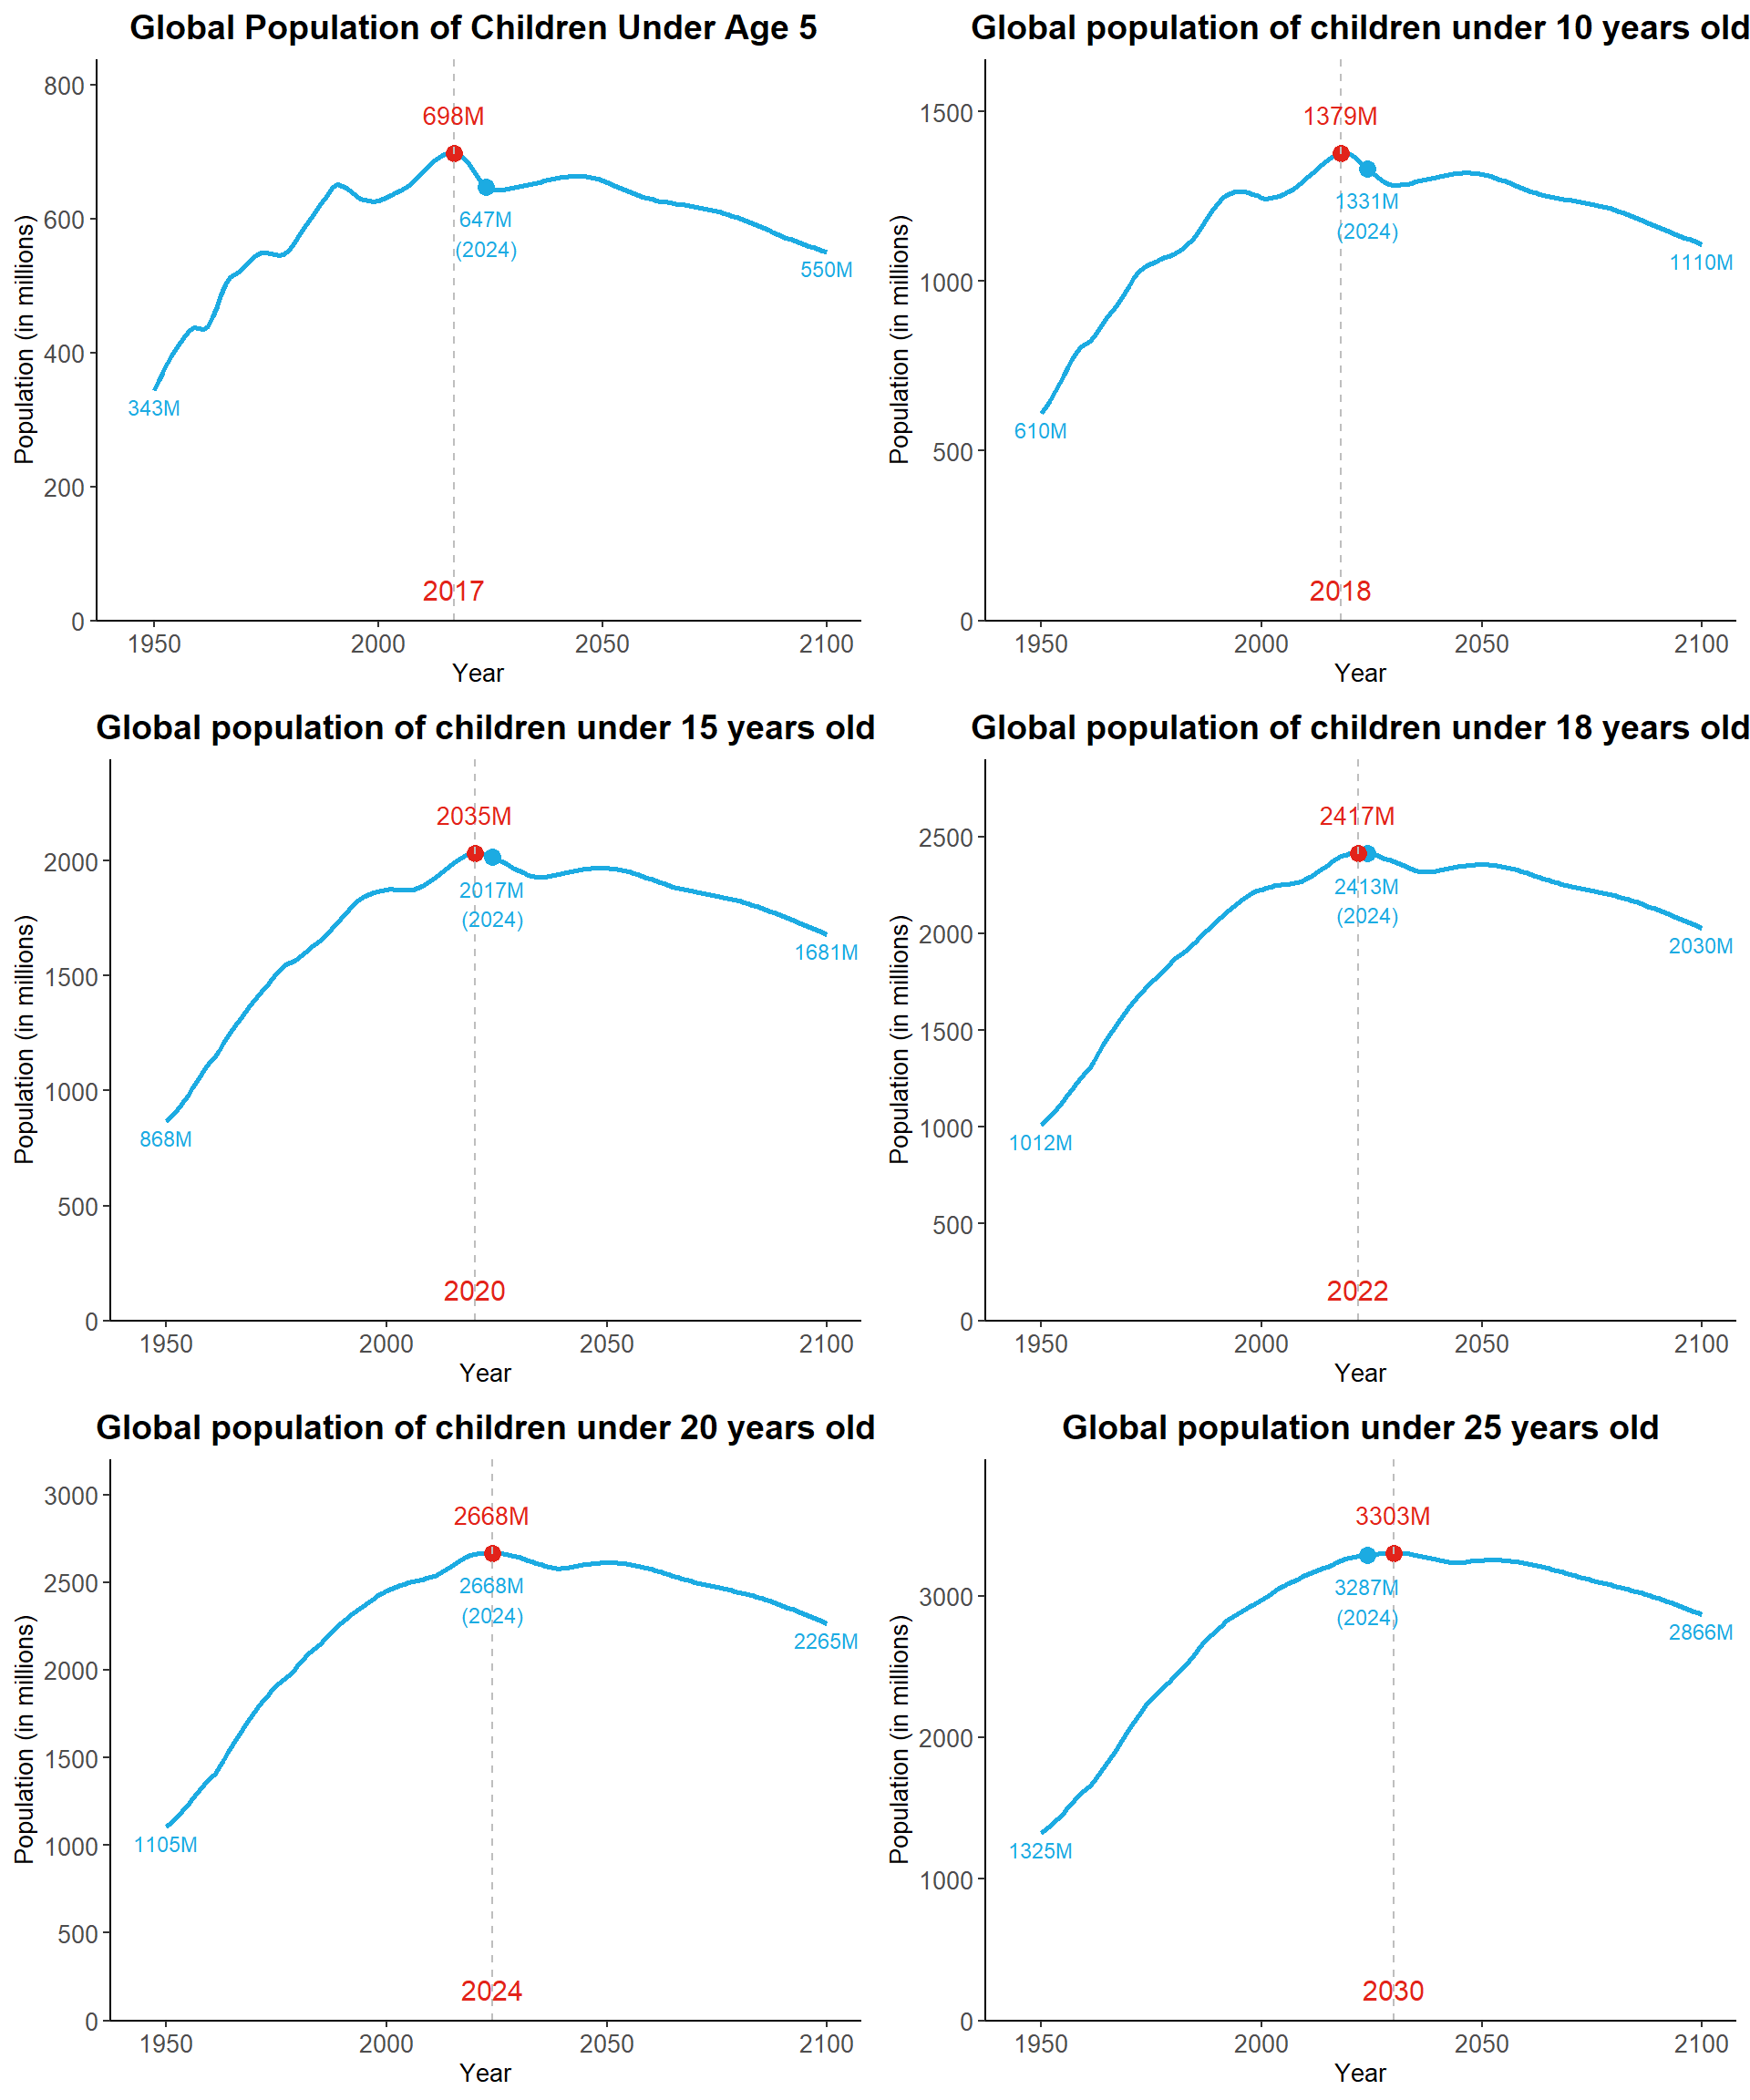 Global Population of Children Under Age 5
Population (in millions)
800
600
400
200
0
698M
647M
(2024)
550M
343M
2017
1950
2000
2050
2100
Year
Global population of children under 10 years old
Population (in millions)
1500
1000
500
0
1379M
1331M
(2024)
1110M
610M
2018
1950
2000
2050
2100
Year
Global population of children under 15 years old
Population (in millions)
2000
1500
1000
500
0
2035M
2017M
(2024)
1681M
868M
2020
1950
2000
2050
2100
Year
Global population of children under 18 years old
Population (in millions)
2500
2000
1500
1000
500
0
2417M
2413M
(2024)
2030M
1012M
2022
1950
2000
2050
2100
Year
Global population of children under 20 years old
Population (in millions)
3000
2500
2000
1500
1000
500
0
2668M
2668M
(2024)
2265M
1105M
2024
1950
2000
2050
2100
Year
Global population under 25 years old
Population (in millions)
3000
2000
1000
0
3303M
3287M
(2024)
2866M
1325M
2030
1950
2000
2050
2100
Year